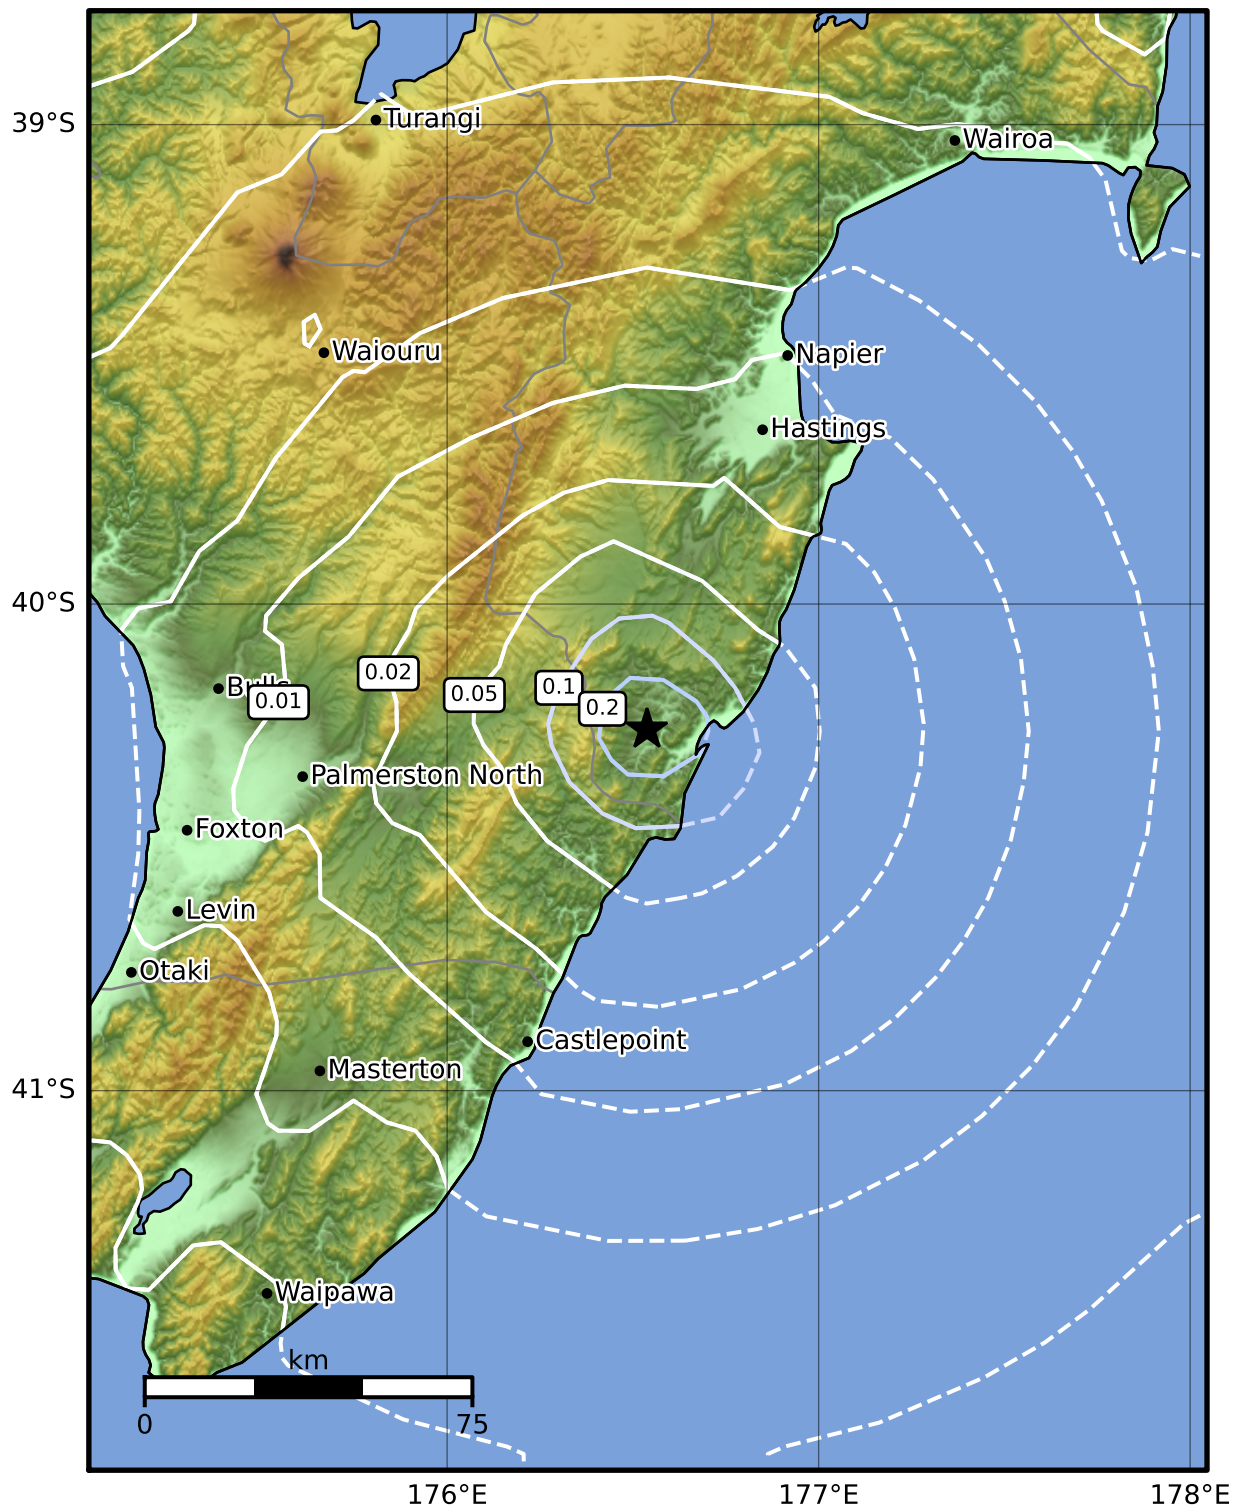 39°S
Turangi
Wairoa
Waiouru
Napier
Hastings
40°S
0.02
Bulls
0.01
0.05
0.1
0.2
Palmerston North
Foxton
Levin
Otaki
Castlepoint
Masterton
41°S
Waipawa
km
0
75
176°E
177°E
178°E